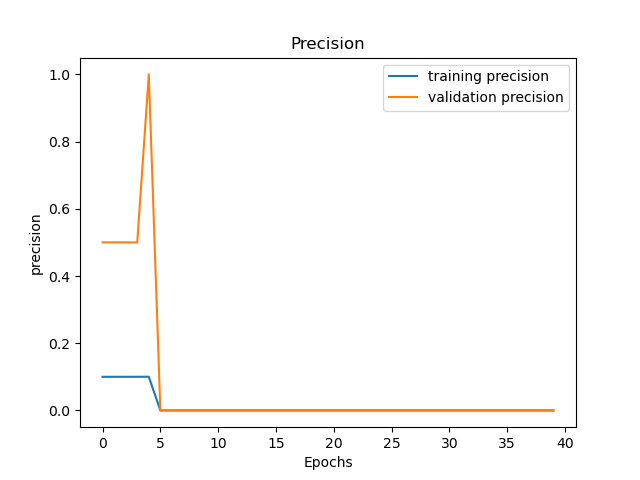 Precision
training precision
validation precision
1.0
0.8
0.6
0.4
0.2
0.0
precision
0 5 10 15 20 25 30 35 40
Epochs